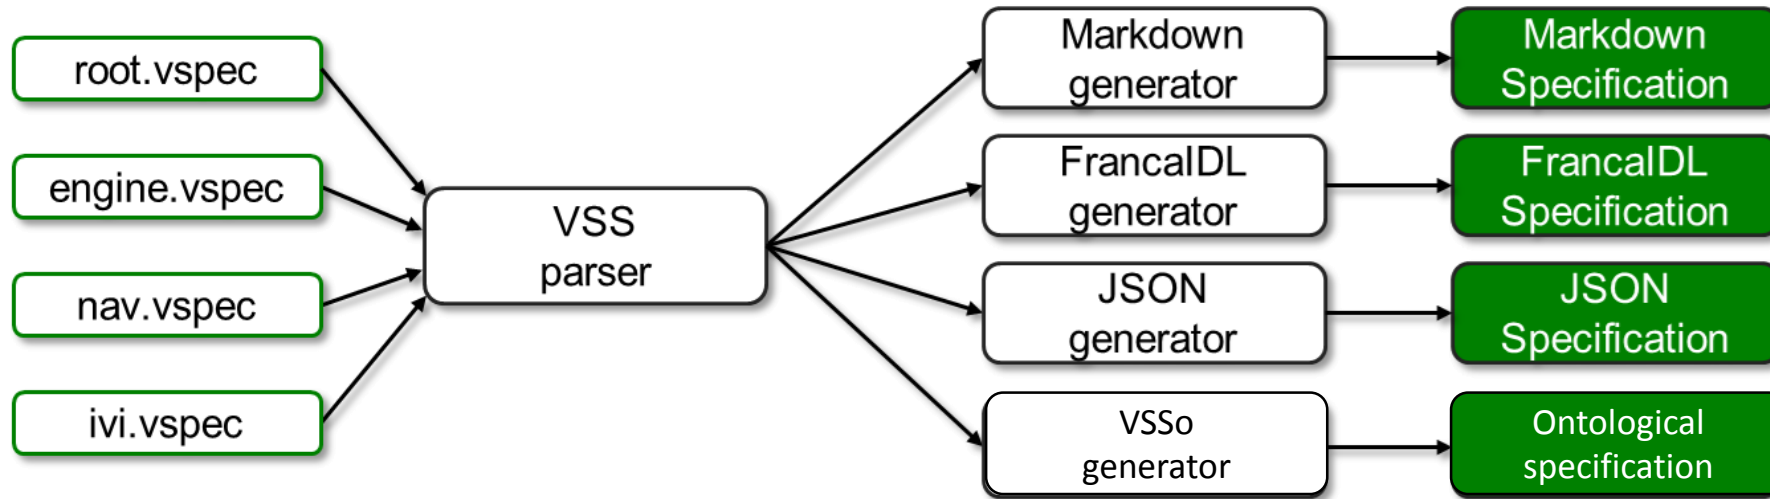 root.vspec
engine.vspec
nav.vspec
ivi.vspec
VSS
parser
Markdown
generator
FrancaIDL
generator
JSON
generator
VSSo
generator
Markdown
Specification
FrancaIDL
Specification
JSON
Specification
Ontological
specification